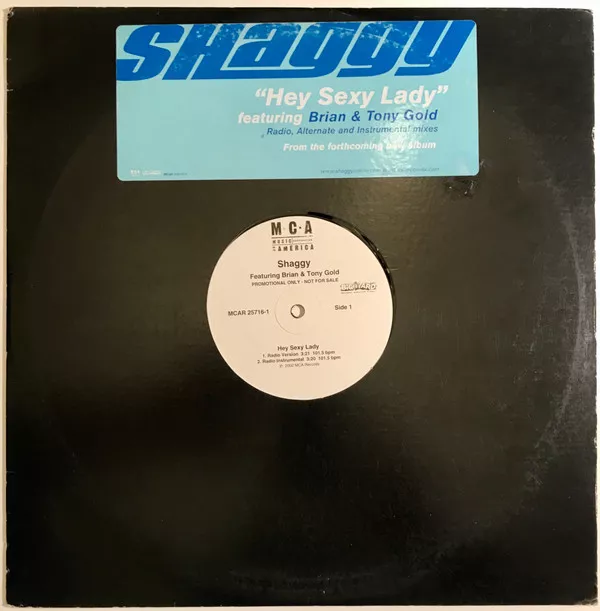 SHaGGY
“Hey Sexy Lady”
featuring Brian & Tony Gold
Radio, Alternate and Instrumental mixes
From the forthcoming new album
M·C·A
MUSIC
AMERICA
Shaggy
Featuring Brian & Tony Gold
PROMOTIONAL ONLY - NOT FOR SALE
BIGYARD
MCAR 25716-1
Side 1
Hey Sexy Lady
1. Radio Version 3:21 101.5 bpm
2. Radio Instrumental 3:20 101.5 bpm
℗ 2002 MCA Records